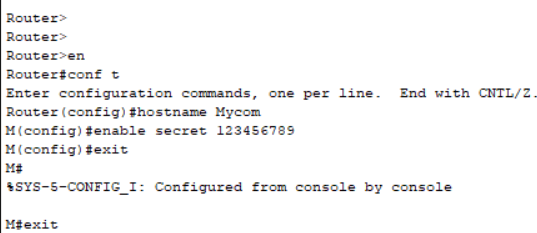 Router>
Router>
Router>en
Router#conf t
Enter configuration commands, one per line.  End with CNTL/Z.
Router(config)#hostname Mycom
M(config)#enable secret 123456789
M(config)#exit
M#
%SYS-5-CONFIG_I: Configured from console by console
M#exit